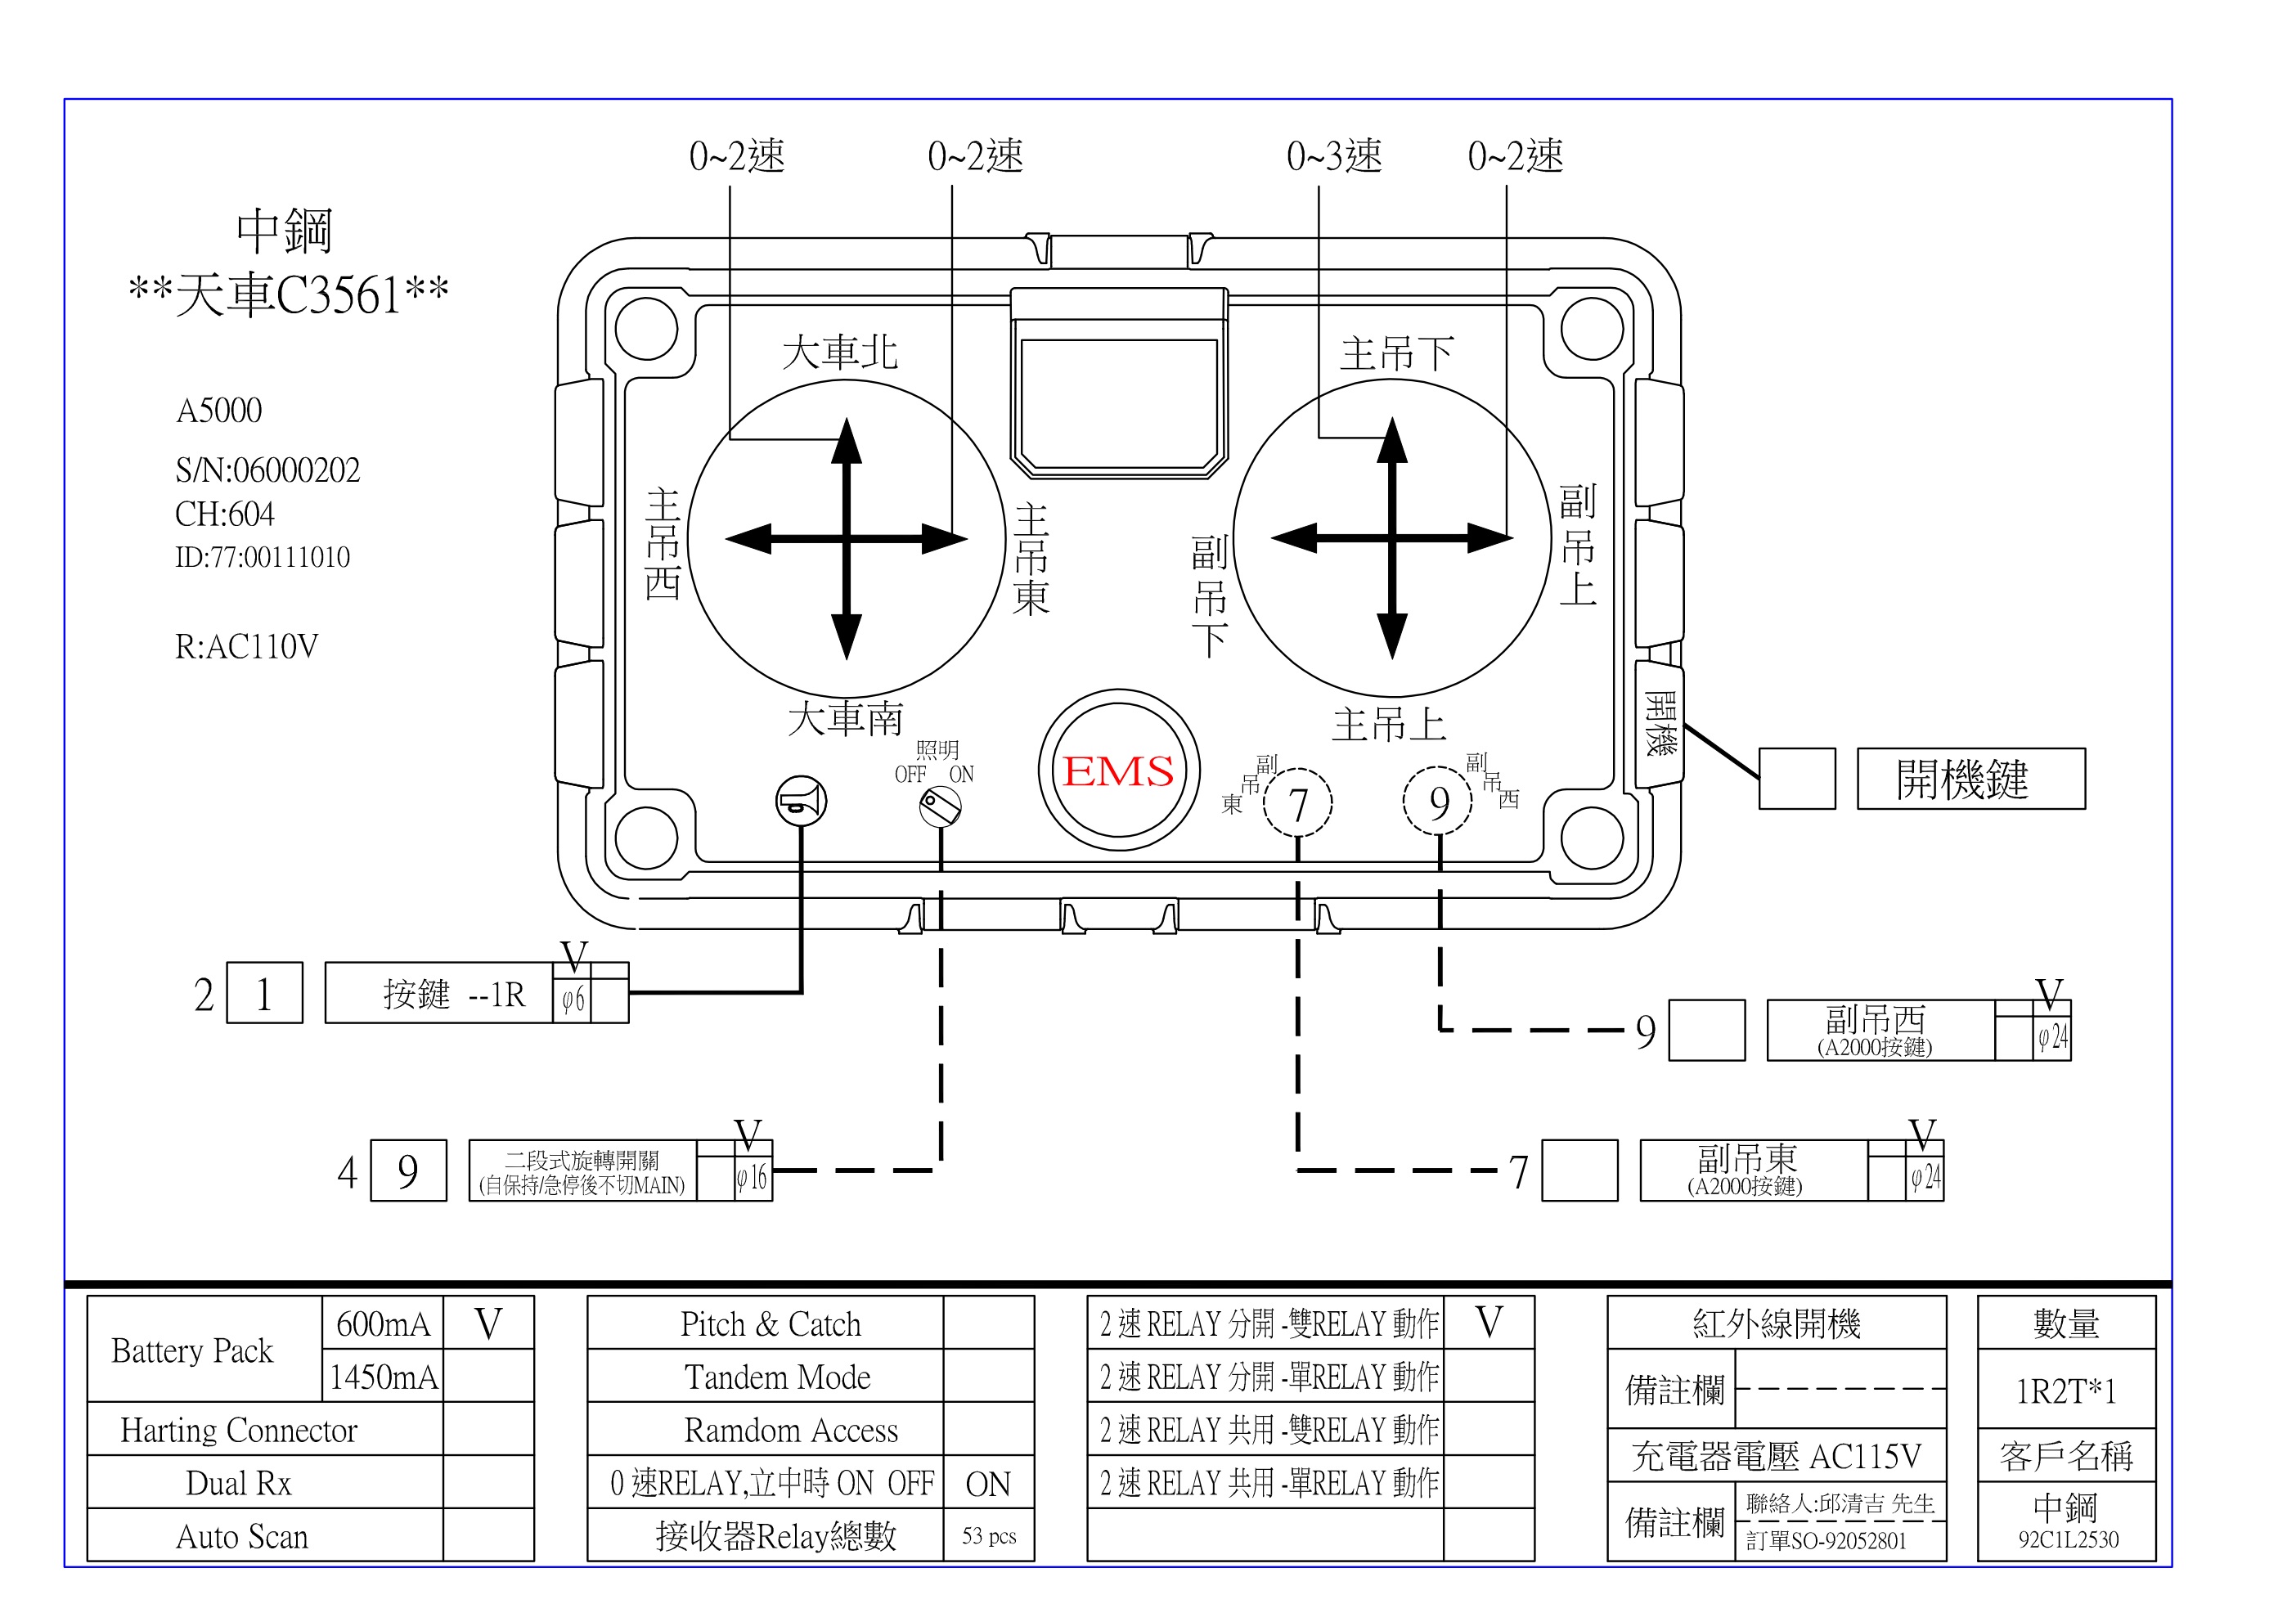 0~2速
0~2速
0~3速
0~2速
中鋼
**天車C3561**
A5000
S/N:06000202
CH:604
ID:77:00111010
R:AC110V
大車北
主吊西
主吊東
大車南
主吊下
副吊下
副吊上
主吊上
照明
OFF ON
EMS
副吊東
7
9
副吊西
開機
開機鍵
2 1 按鍵 --1R V φ6
9 副吊西 V
(A2000按鍵) φ24
4 9 二段式旋轉開關 V
(自保持/急停後不切MAIN) φ16
7 副吊東 V
(A2000按鍵) φ24
Battery Pack
600mA V
1450mA
Harting Connector
Dual Rx
Auto Scan
Pitch & Catch
Tandem Mode
Ramdom Access
0 速RELAY,立中時 ON OFF ON
接收器Relay總數 53 pcs
2 速 RELAY 分開 -雙RELAY 動作 V
2 速 RELAY 分開 -單RELAY 動作
2 速 RELAY 共用 -雙RELAY 動作
2 速 RELAY 共用 -單RELAY 動作
紅外線開機
備註欄
充電器電壓 AC115V
備註欄
聯絡人:邱清吉 先生
訂單SO-92052801
數量
1R2T*1
客戶名稱
中鋼
92C1L2530